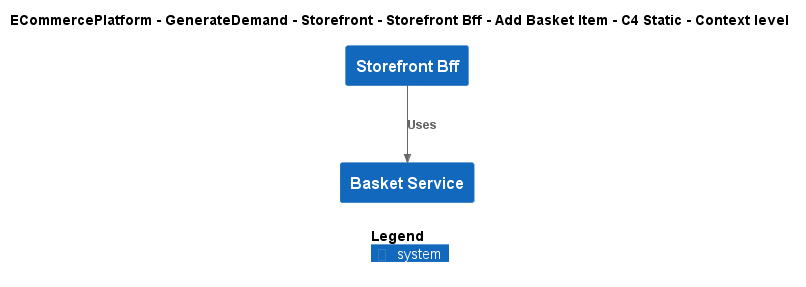 ECommercePlatform - GenerateDemand - Storefront - Storefront Bff - Add Basket Item - C4 Static - Context level
Storefront Bff
Uses
Basket Service
Legend
system